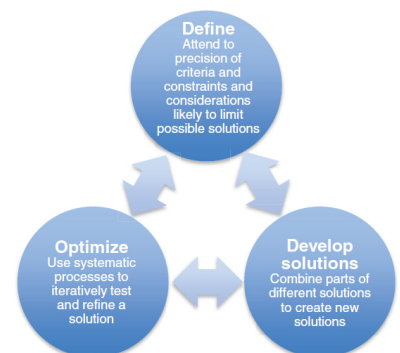 Define
Attend to
precision of
criteria and
constraints and
considerations
likely to limit
possible solutions
Optimize
Use systematic
processes to
iteratively test
and refine a
solution
Develop
solutions
Combine parts of
different solutions
to create new
solutions